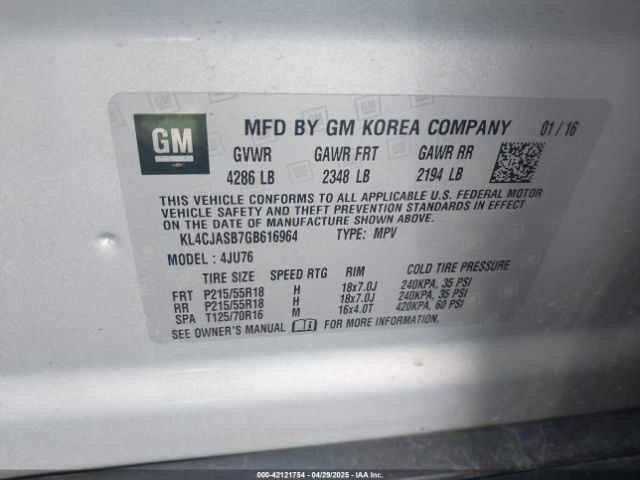 GM
MFD BY GM KOREA COMPANY 01/16
GVWR GAWR FRT GAWR RR
4286 LB 2348 LB 2194 LB
THIS VEHICLE CONFORMS TO ALL APPLICABLE U.S. FEDERAL MOTOR
VEHICLE SAFETY AND THEFT PREVENTION STANDARDS IN EFFECT
ON THE DATE OF MANUFACTURE SHOWN ABOVE.
KL4CJASB7GB616964 TYPE: MPV
MODEL: 4JU76
TIRE SIZE SPEED RTG RIM COLD TIRE PRESSURE
FRT P215/55R18 H 18x7.0J 240KPA, 35 PSI
RR P215/55R18 H 18x7.0J 240KPA, 35 PSI
SPA T125/70R16 M 16x4.0T 420KPA, 60 PSI
SEE OWNER'S MANUAL FOR MORE INFORMATION.
000-42121754 | 04/29/2025 - IAA